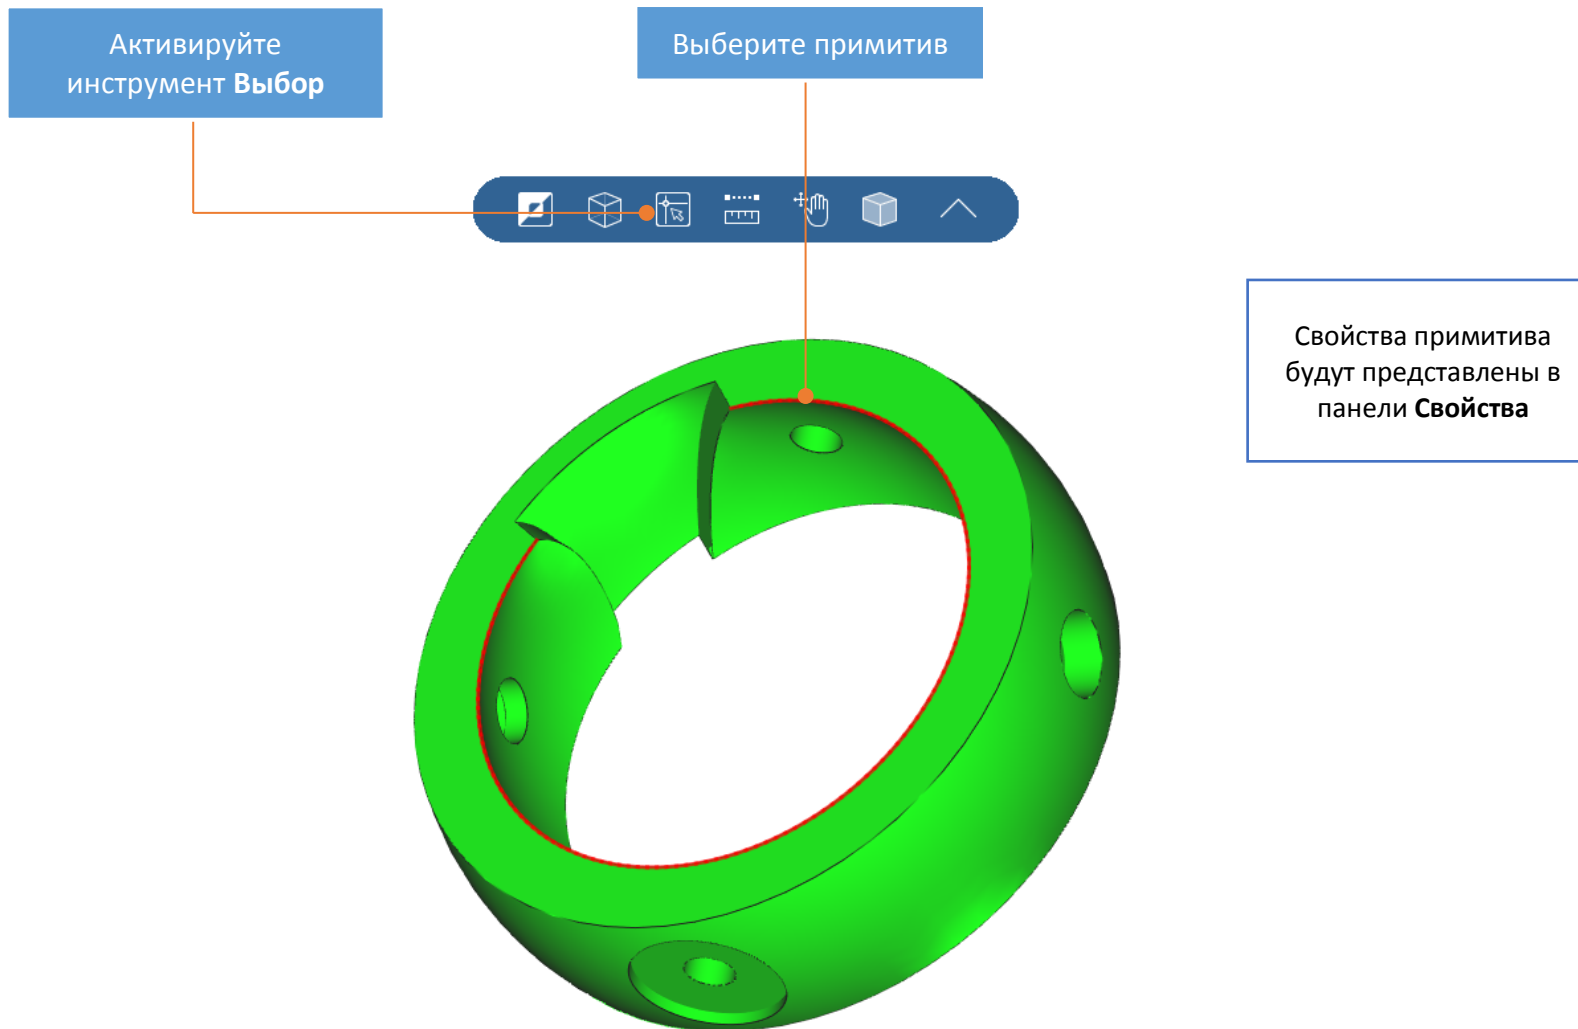 Активируйте
инструмент Выбор
Выберите примитив
Свойства примитива
будут представлены в
панели Свойства